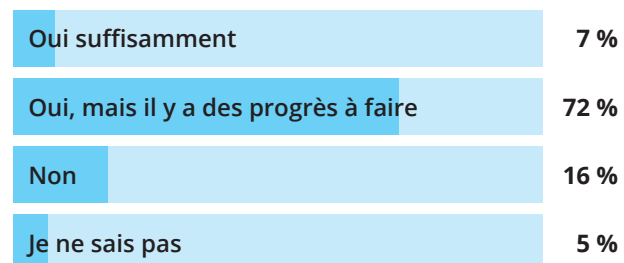 Oui suffisamment 7 %
Oui, mais il y a des progrès à faire 72 %
Non 16 %
Je ne sais pas 5 %